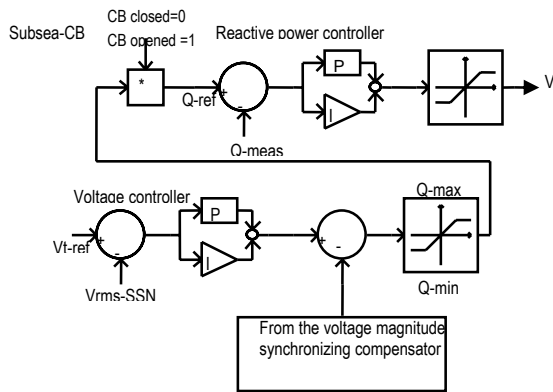 CB closed=0
Subsea-CB
CB opened =1
Reactive power controller
*
P
I
V
Q-ref
+
-
Q-meas
Voltage controller
Q-max
P
I
Vt-ref
+
-
+
-
Vrms-SSN
Q-min
From the voltage magnitude
synchronizing compensator